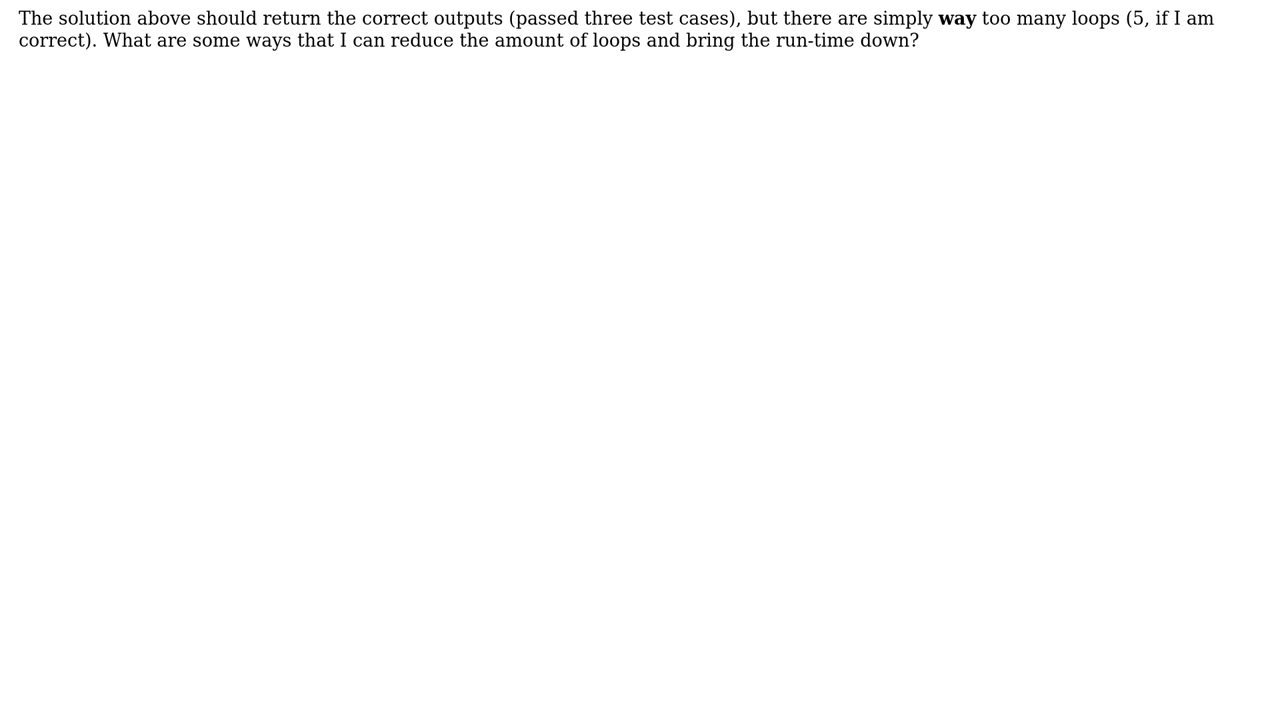 The solution above should return the correct outputs (passed three test cases), but there are simply way too many loops (5, if I am
correct). What are some ways that I can reduce the amount of loops and bring the run-time down?